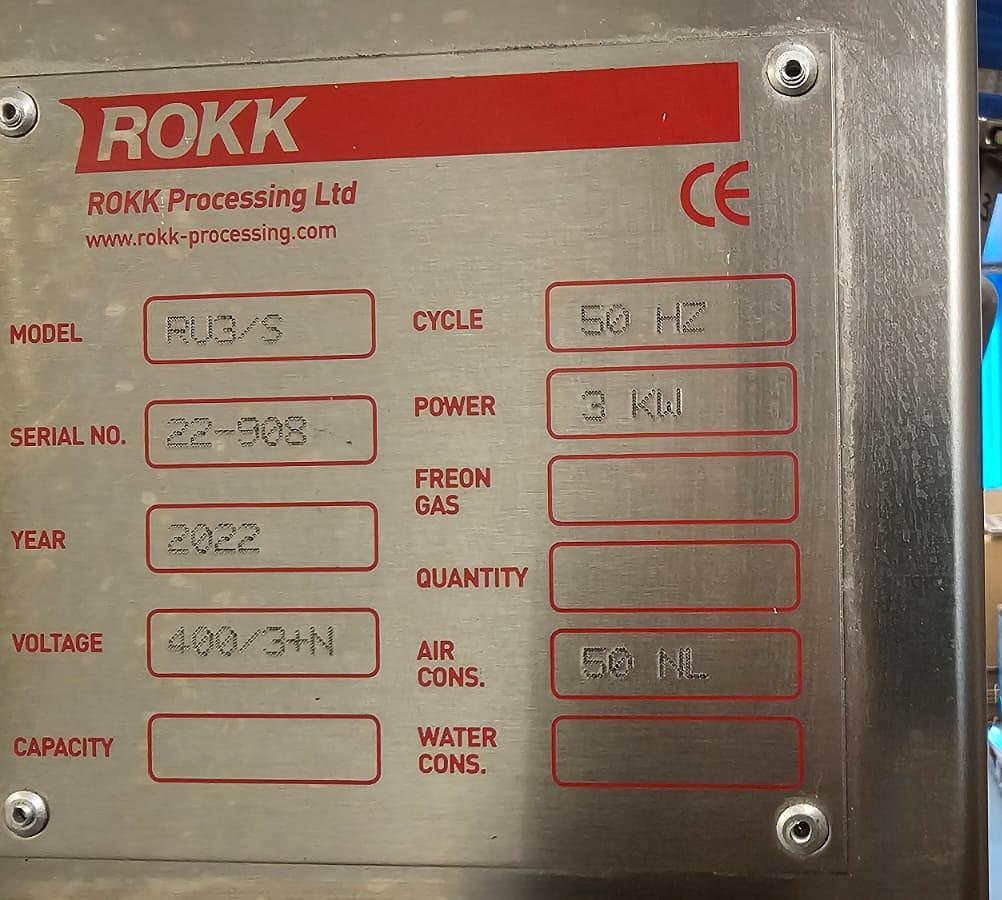 ROKK
ROKK Processing Ltd
www.rokk-processing.com
CE
MODEL RU3/S
SERIAL NO. 22-908
YEAR 2022
VOLTAGE 400/3+N
CAPACITY
CYCLE 50 HZ
POWER 3 KW
FREON
GAS
QUANTITY
AIR
CONS. 50 NL
WATER
CONS.
3